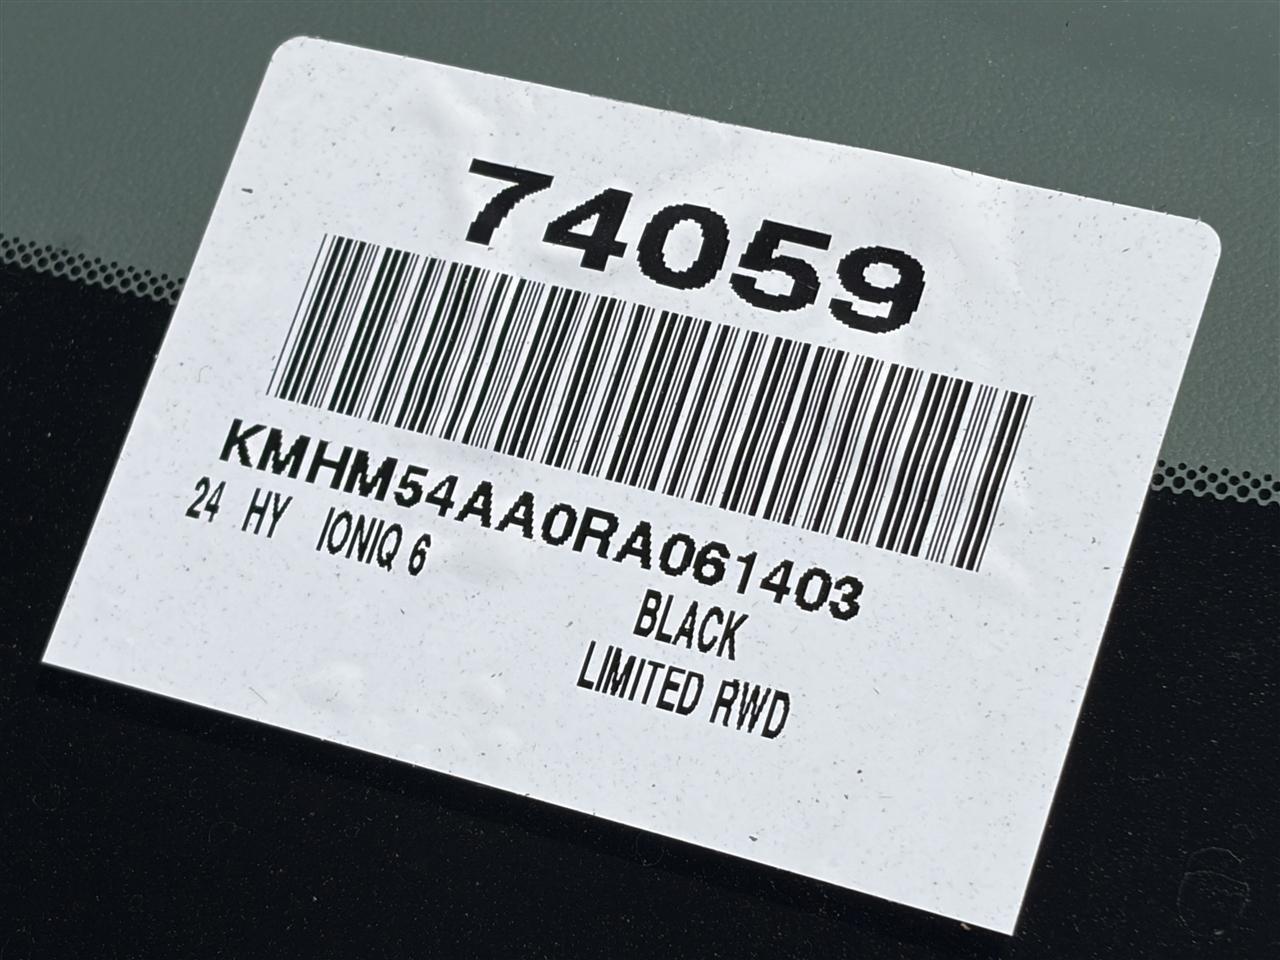 74059
KMHM54AA0RA061403
24 HY IONIQ 6
BLACK
LIMITED RWD